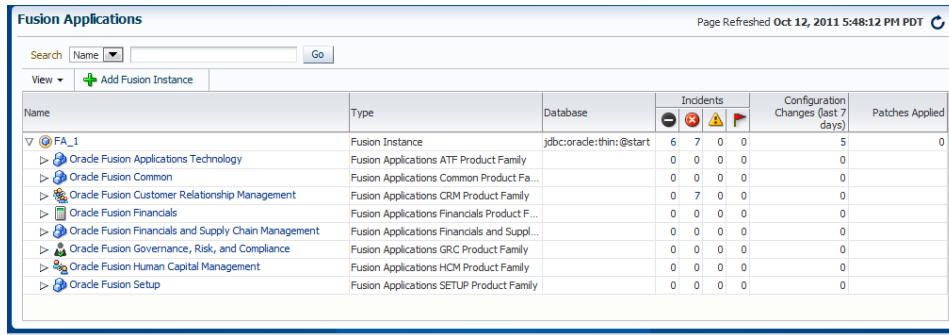 Fusion Applications
Page Refreshed Oct 12, 2011 5:48:12 PM PDT
Search Name Go
View Add Fusion Instance
Name Type Database Incidents Configuration Changes (last 7 days) Patches Applied
FA_1 Fusion Instance jdbc:oracle:thin:@start 6 7 0 0 5 0
Oracle Fusion Applications Technology Fusion Applications ATF Product Family 0 0 0 0 0
Oracle Fusion Common Fusion Applications Common Product Fa... 0 0 0 0 0
Oracle Fusion Customer Relationship Management Fusion Applications CRM Product Family 0 7 0 0 0
Oracle Fusion Financials Fusion Applications Financials Product F... 0 0 0 0 0
Oracle Fusion Financials and Supply Chain Management Fusion Applications Financials and Suppl... 0 0 0 0 0
Oracle Fusion Governance, Risk, and Compliance Fusion Applications GRC Product Family 0 0 0 0 0
Oracle Fusion Human Capital Management Fusion Applications HCM Product Family 0 0 0 0 0
Oracle Fusion Setup Fusion Applications SETUP Product Family 0 0 0 0 0